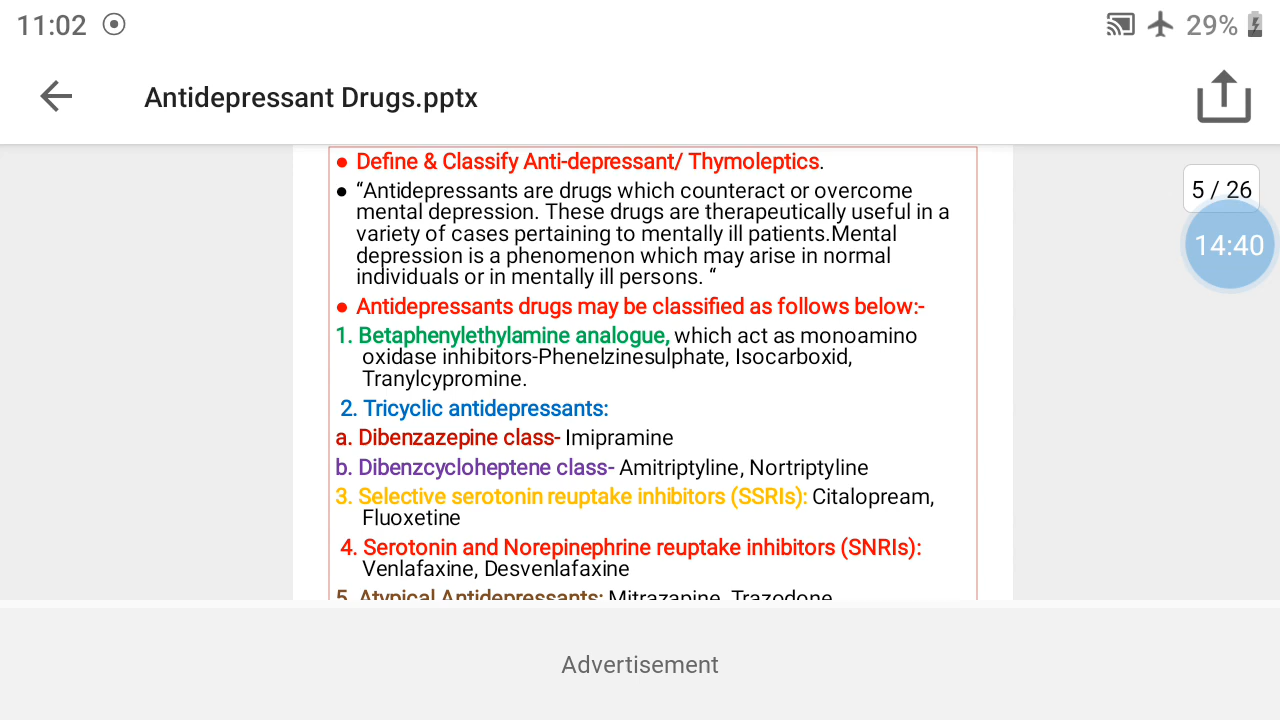 11:02
29%
Antidepressant Drugs.pptx
5 / 26
14:40
● Define & Classify Anti-depressant/ Thymoleptics.
● “Antidepressants are drugs which counteract or overcome
mental depression. These drugs are therapeutically useful in a
variety of cases pertaining to mentally ill patients.Mental
depression is a phenomenon which may arise in normal
individuals or in mentally ill persons. “
● Antidepressants drugs may be classified as follows below:-
1. Betaphenylethylamine analogue, which act as monoamino
oxidase inhibitors-Phenelzinesulphate, Isocarboxid,
Tranylcypromine.
2. Tricyclic antidepressants:
a. Dibenzazepine class- Imipramine
b. Dibenzcycloheptene class- Amitriptyline, Nortriptyline
3. Selective serotonin reuptake inhibitors (SSRIs): Citalopream,
Fluoxetine
4. Serotonin and Norepinephrine reuptake inhibitors (SNRIs):
Venlafaxine, Desvenlafaxine
5. Atypical Antidepressants: Mitrazapine, Trazodone
Advertisement